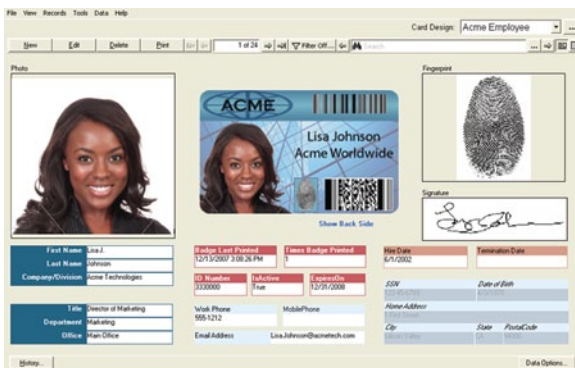 File View Records Tools Data Help
Card Design: Acme Employee
New Edit Delete Print 1 of 24 Filter Off... Search
Photo
Fingerprint
ACME
Lisa Johnson
Acme Worldwide
Show Back Side
Signature
First Name Lisa J.
Last Name Johnson
Company/Division Acme Technologies
Badge Last Printed Times Badge Printed
12/13/2007 3:08:26 PM 1
Hire Date Termination Date
6/1/2002
ID Number IsActive ExpiresOn
3330000 True 12/31/2008
SSN Date of Birth
Home Address
City State PostalCode
Title Director of Marketing
Department Marketing
Office Main Office
Work Phone MobilePhone
555-1212
Email Address Lisa.Johnson@acmetech.com
History... Data Options...